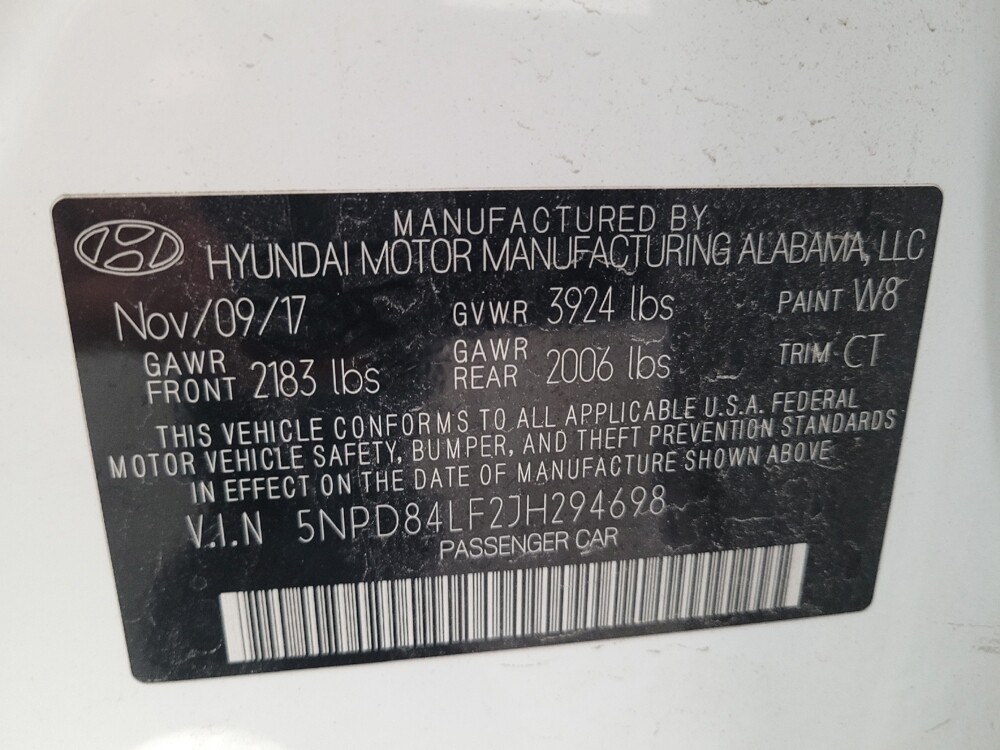 MANUFACTURED BY
HYUNDAI MOTOR MANUFACTURING ALABAMA, LLC
Nov/09/17 GVWR 3924 lbs PAINT W8
GAWR FRONT 2183 lbs GAWR REAR 2006 lbs TRIM CT
THIS VEHICLE CONFORMS TO ALL APPLICABLE U.S.A. FEDERAL
MOTOR VEHICLE SAFETY, BUMPER, AND THEFT PREVENTION STANDARDS
IN EFFECT ON THE DATE OF MANUFACTURE SHOWN ABOVE
V.I.N 5NPD84LF2JH294698
PASSENGER CAR